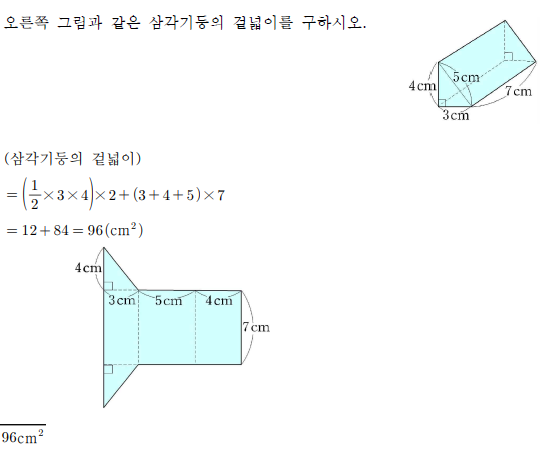 오른쪽 그림과 같은 삼각기둥의 겉넓이를 구하시오.
4cm
5cm
7cm
3cm
(삼각기둥의 겉넓이)
=(1/2×3×4)×2+(3+4+5)×7
=12+84=96(cm²)
4cm
3cm 5cm 4cm
7cm
96cm²